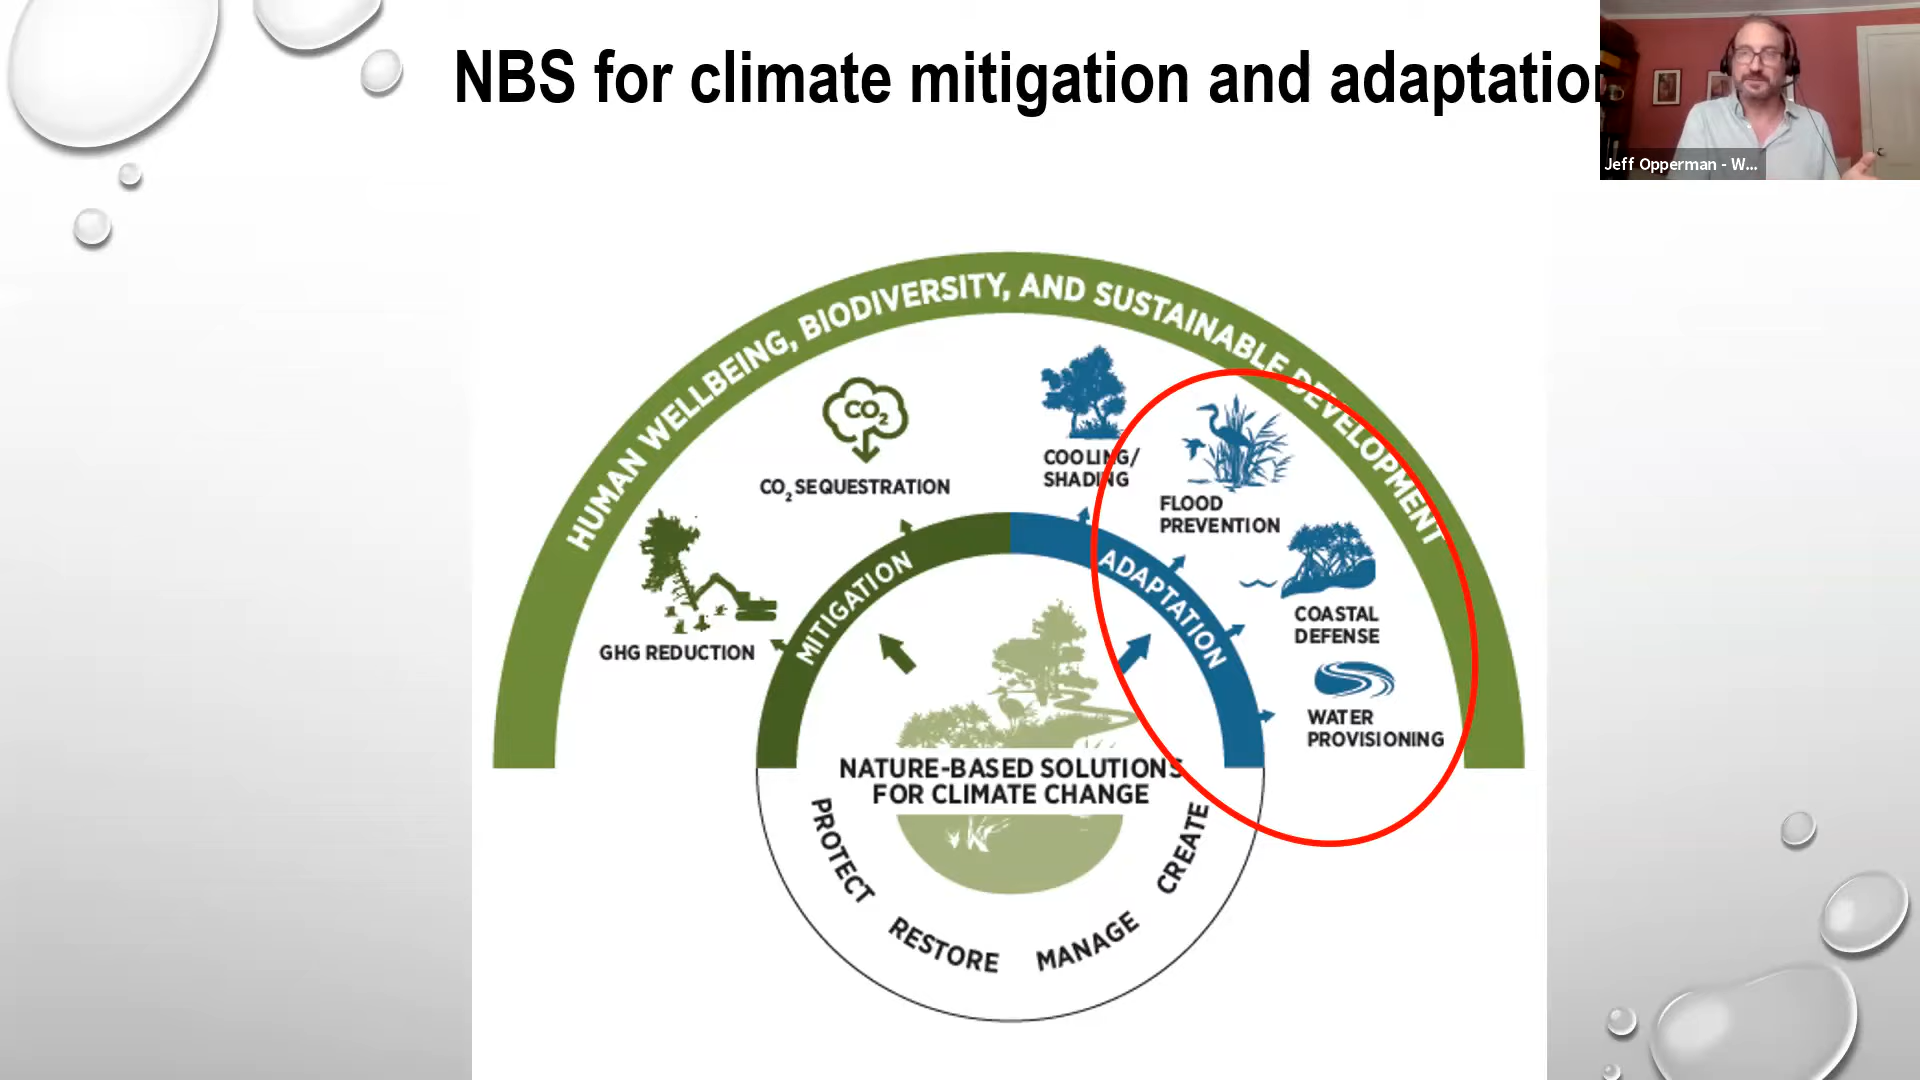 NBS for climate mitigation and adaptation
Jeff Opperman - W...
HUMAN WELLBEING, BIODIVERSITY, AND SUSTAINABLE DEVELOPMENT
CO2
CO2 SEQUESTRATION
COOLING/
SHADING
FLOOD
PREVENTION
GHG REDUCTION
COASTAL
DEFENSE
WATER
PROVISIONING
MITIGATION
ADAPTATION
NATURE-BASED SOLUTIONS
FOR CLIMATE CHANGE
PROTECT
RESTORE
MANAGE
CREATE